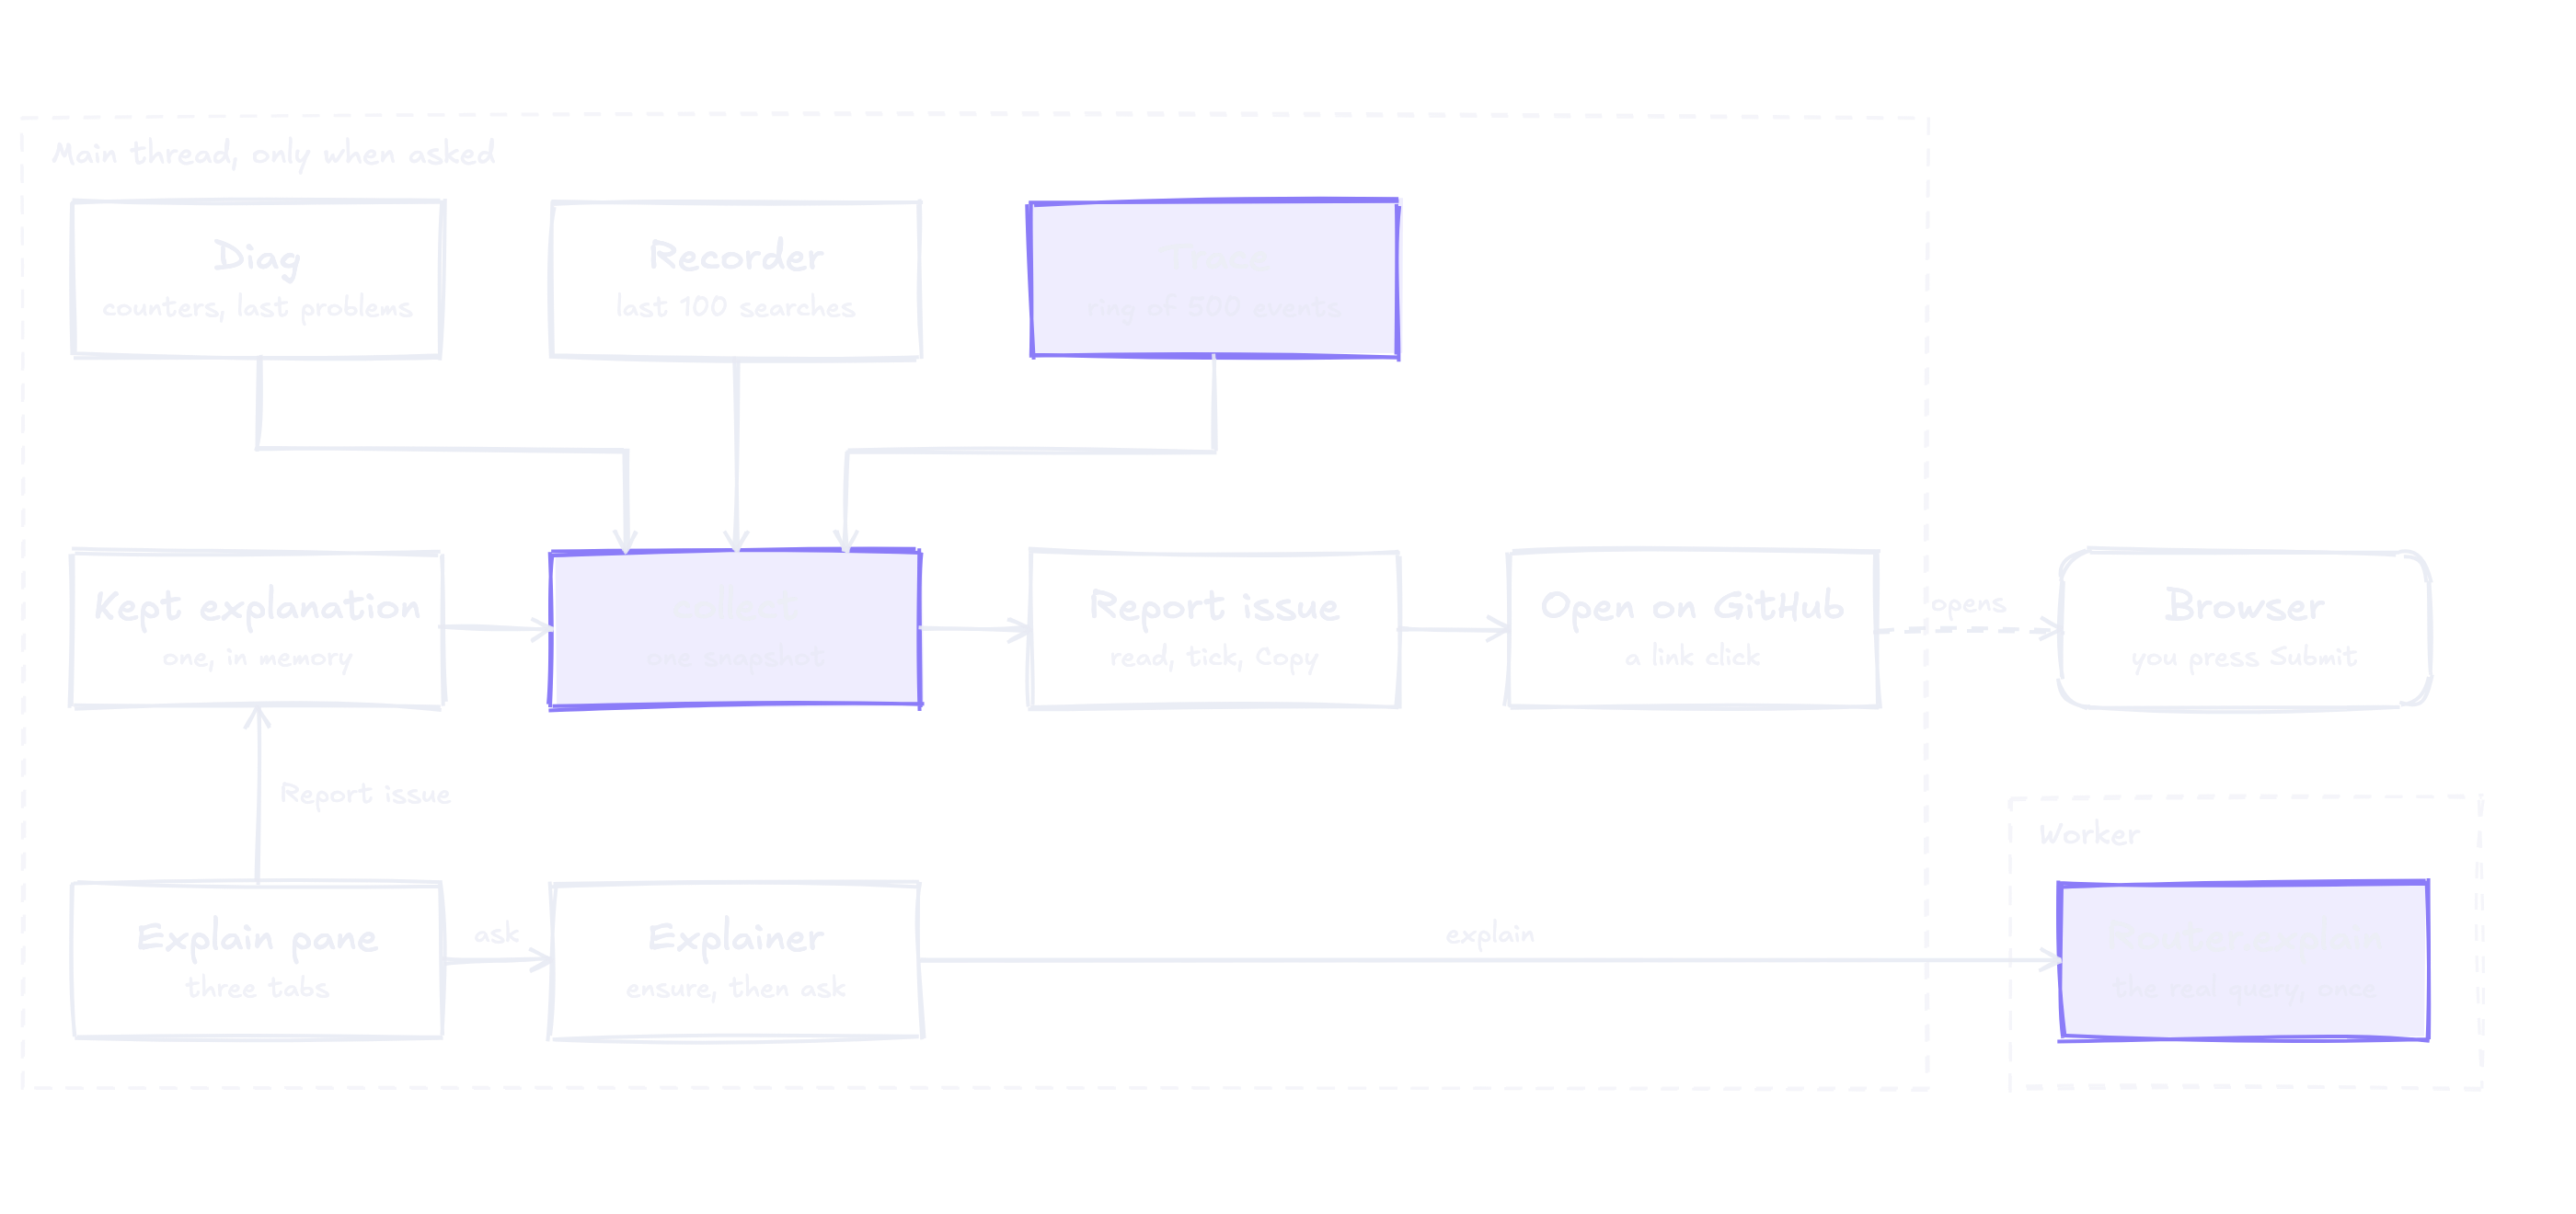 Main thread, only when asked
Diag
counters, last problems
Recorder
last 100 searches
Trace
ring of 500 events
Kept explanation
one, in memory
collect
one snapshot
Report issue
read, tick, Copy
Open on GitHub
a link click
opens
Browser
you press Submit
Report issue
Worker
Explain pane
three tabs
ask
Explainer
ensure, then ask
explain
Router.explain
the real query, once